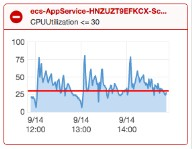 ecs-AppService-HNZUZT9EFKCX-Sc...
CPUUtilization <= 30
100
75
50
25
0
9/14 9/14 9/14
12:00 13:00 14:00